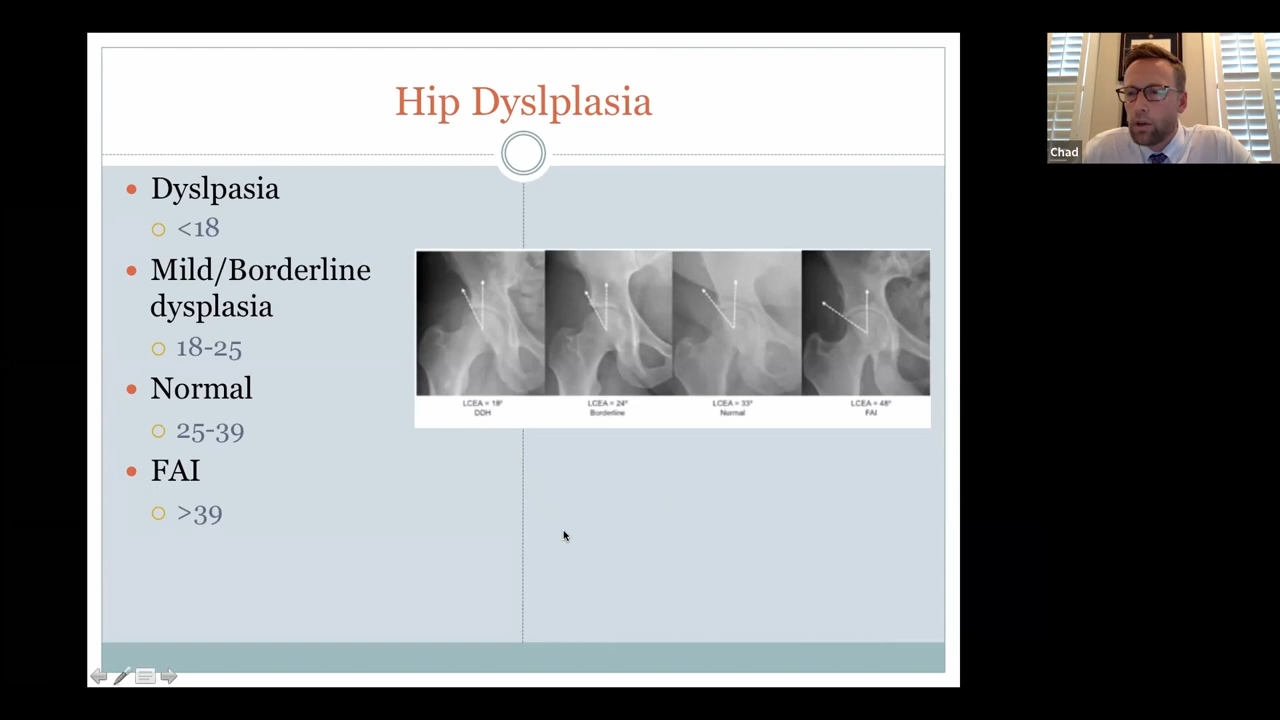 Hip Dyslplasia
Dyslpasia
<18
Mild/Borderline
dysplasia
18-25
Normal
25-39
FAI
>39
LCEA = 18° LCEA = 24° LCEA = 33° LCEA = 48°
DDH Borderline Normal FAI
Chad